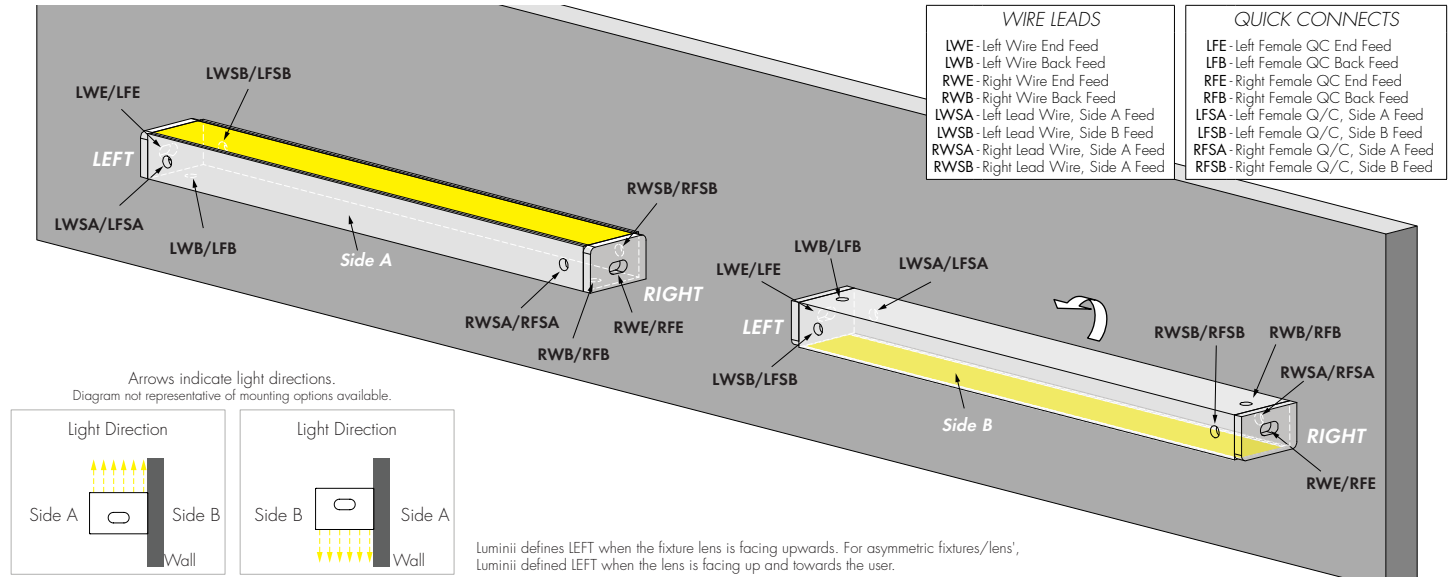 WIRE LEADS
LWE - Left Wire End Feed
LWB - Left Wire Back Feed
RWE - Right Wire End Feed
RWB - Right Wire Back Feed
LWSA - Left Lead Wire, Side A Feed
LWSB - Left Lead Wire, Side B Feed
RWSA - Right Lead Wire, Side A Feed
RWSB - Right Lead Wire, Side A Feed
QUICK CONNECTS
LFE - Left Female QC End Feed
LFB - Left Female QC Back Feed
RFE - Right Female QC End Feed
RFB - Right Female QC Back Feed
LFSA - Left Female Q/C, Side A Feed
LFSB - Left Female Q/C, Side B Feed
RFSA - Right Female Q/C, Side A Feed
RFSB - Right Female Q/C, Side B Feed
LWSB/LFSB
LWE/LFE
LEFT
LWSA/LFSA
LWB/LFB
Side A
RWSB/RFSB
RIGHT
RWSA/RFSA
RWE/RFE
RWB/RFB
LWB/LFB
LWE/LFE
LWSA/LFSA
LEFT
LWSB/LFSB
Side B
RWSB/RFSB
RWB/RFB
RWSA/RFSA
RIGHT
RWE/RFE
Arrows indicate light directions.
Diagram not representative of mounting options available.
Light Direction
Side A
Side B
Wall
Light Direction
Side B
Side A
Wall
Luminii defines LEFT when the fixture lens is facing upwards. For asymmetric fixtures/lens',
Luminii defined LEFT when the lens is facing up and towards the user.